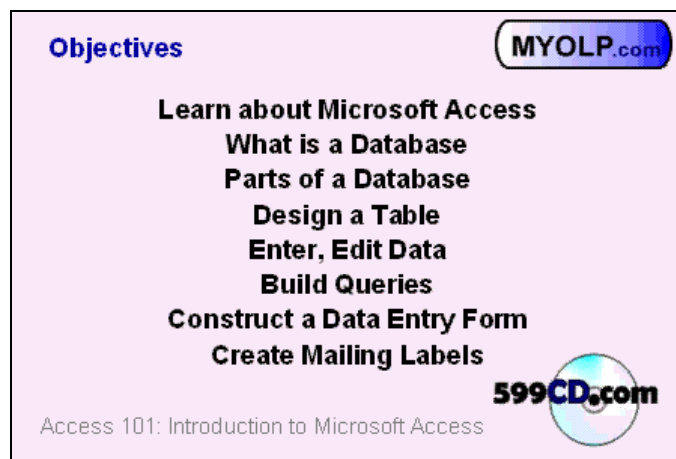 Objectives
MYOLP.com
Learn about Microsoft Access
What is a Database
Parts of a Database
Design a Table
Enter, Edit Data
Build Queries
Construct a Data Entry Form
Create Mailing Labels
599CD.com
Access 101: Introduction to Microsoft Access